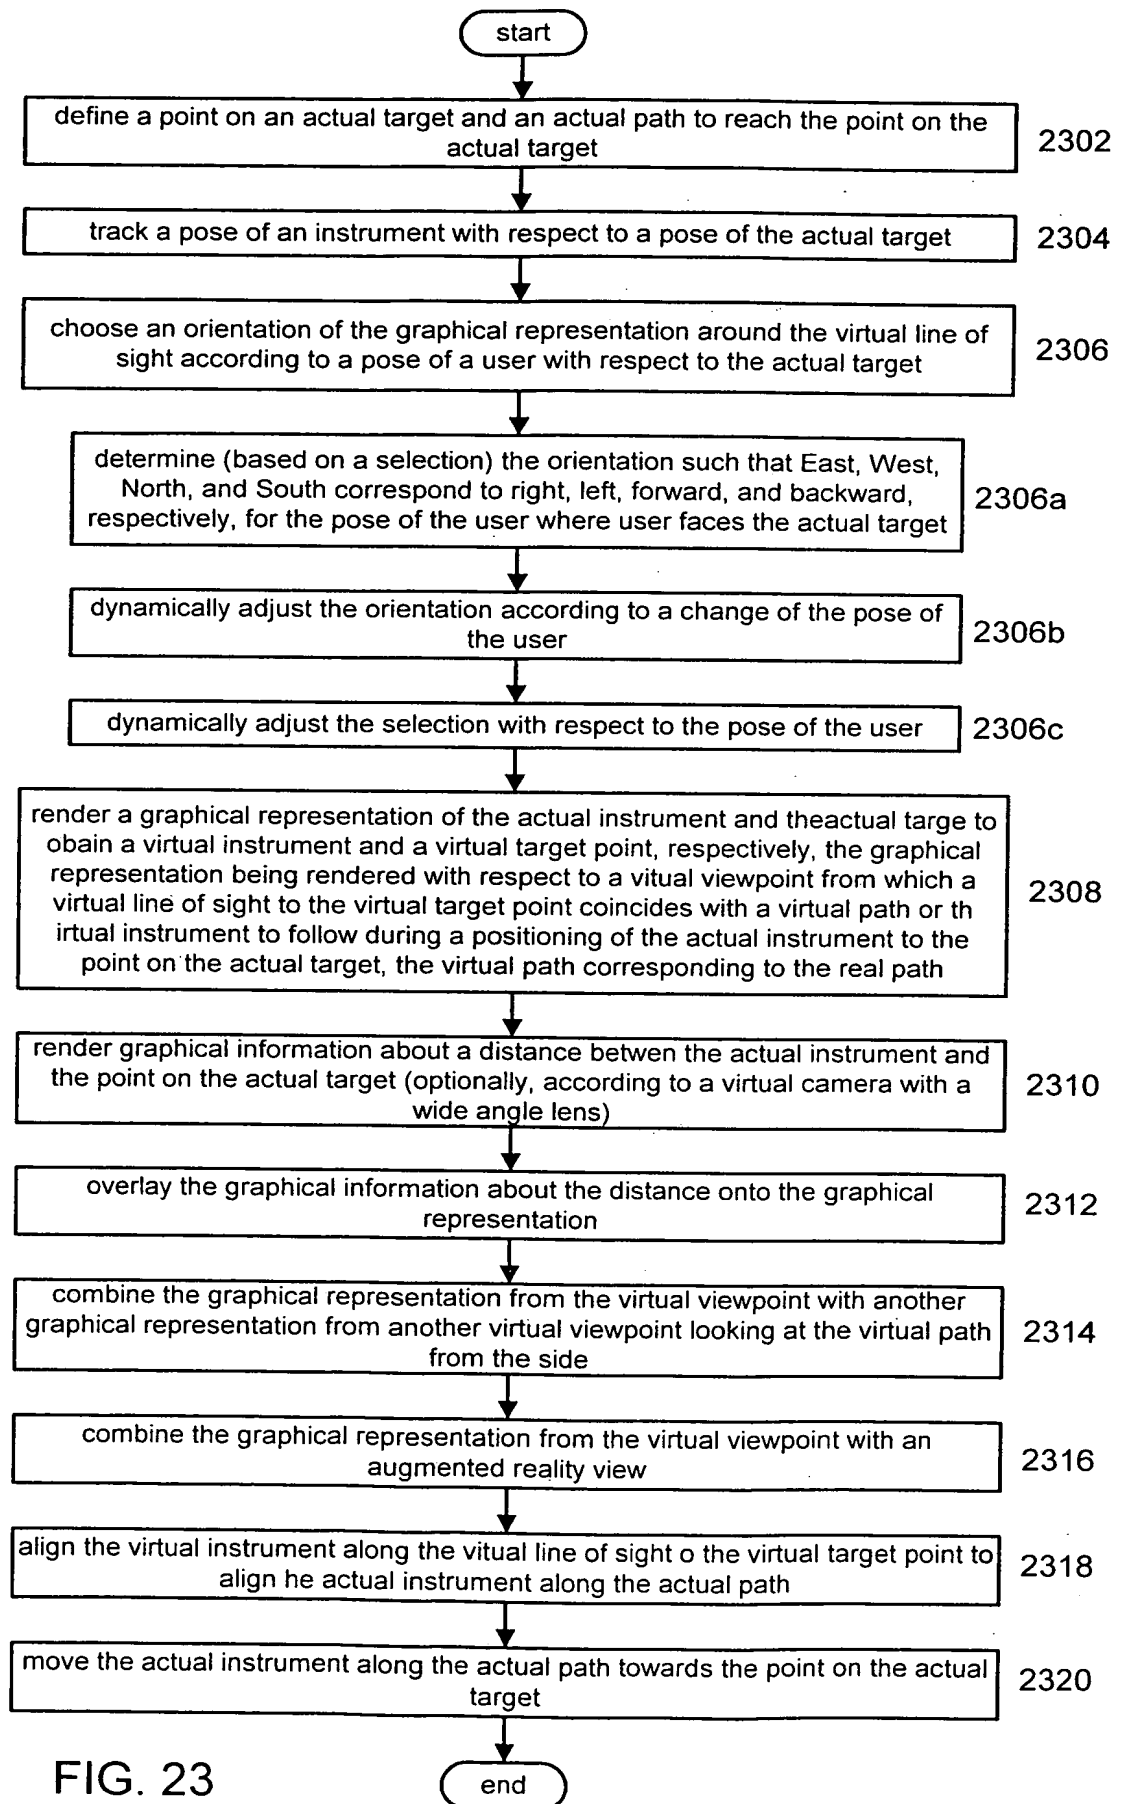 start
define a point on an actual target and an actual path to reach the point on the
actual target
2302
track a pose of an instrument with respect to a pose of the actual target
2304
choose an orientation of the graphical representation around the virtual line of
sight according to a pose of a user with respect to the actual target
2306
determine (based on a selection) the orientation such that East, West,
North, and South correspond to right, left, forward, and backward,
respectively, for the pose of the user where user faces the actual target
2306a
dynamically adjust the orientation according to a change of the pose of
the user
2306b
dynamically adjust the selection with respect to the pose of the user
2306c
render a graphical representation of the actual instrument and theactual targe to
obain a virtual instrument and a virtual target point, respectively, the graphical
representation being rendered with respect to a vitual viewpoint from which a
virtual line of sight to the virtual target point coincides with a virtual path or th
irtual instrument to follow during a positioning of the actual instrument to the
point on the actual target, the virtual path corresponding to the real path
2308
render graphical information about a distance betwen the actual instrument and
the point on the actual target (optionally, according to a virtual camera with a
wide angle lens)
2310
overlay the graphical information about the distance onto the graphical
representation
2312
combine the graphical representation from the virtual viewpoint with another
graphical representation from another virtual viewpoint looking at the virtual path
from the side
2314
combine the graphical representation from the virtual viewpoint with an
augmented reality view
2316
align the virtual instrument along the vitual line of sight o the virtual target point to
align he actual instrument along the actual path
2318
move the actual instrument along the actual path towards the point on the actual
target
2320
end
FIG. 23